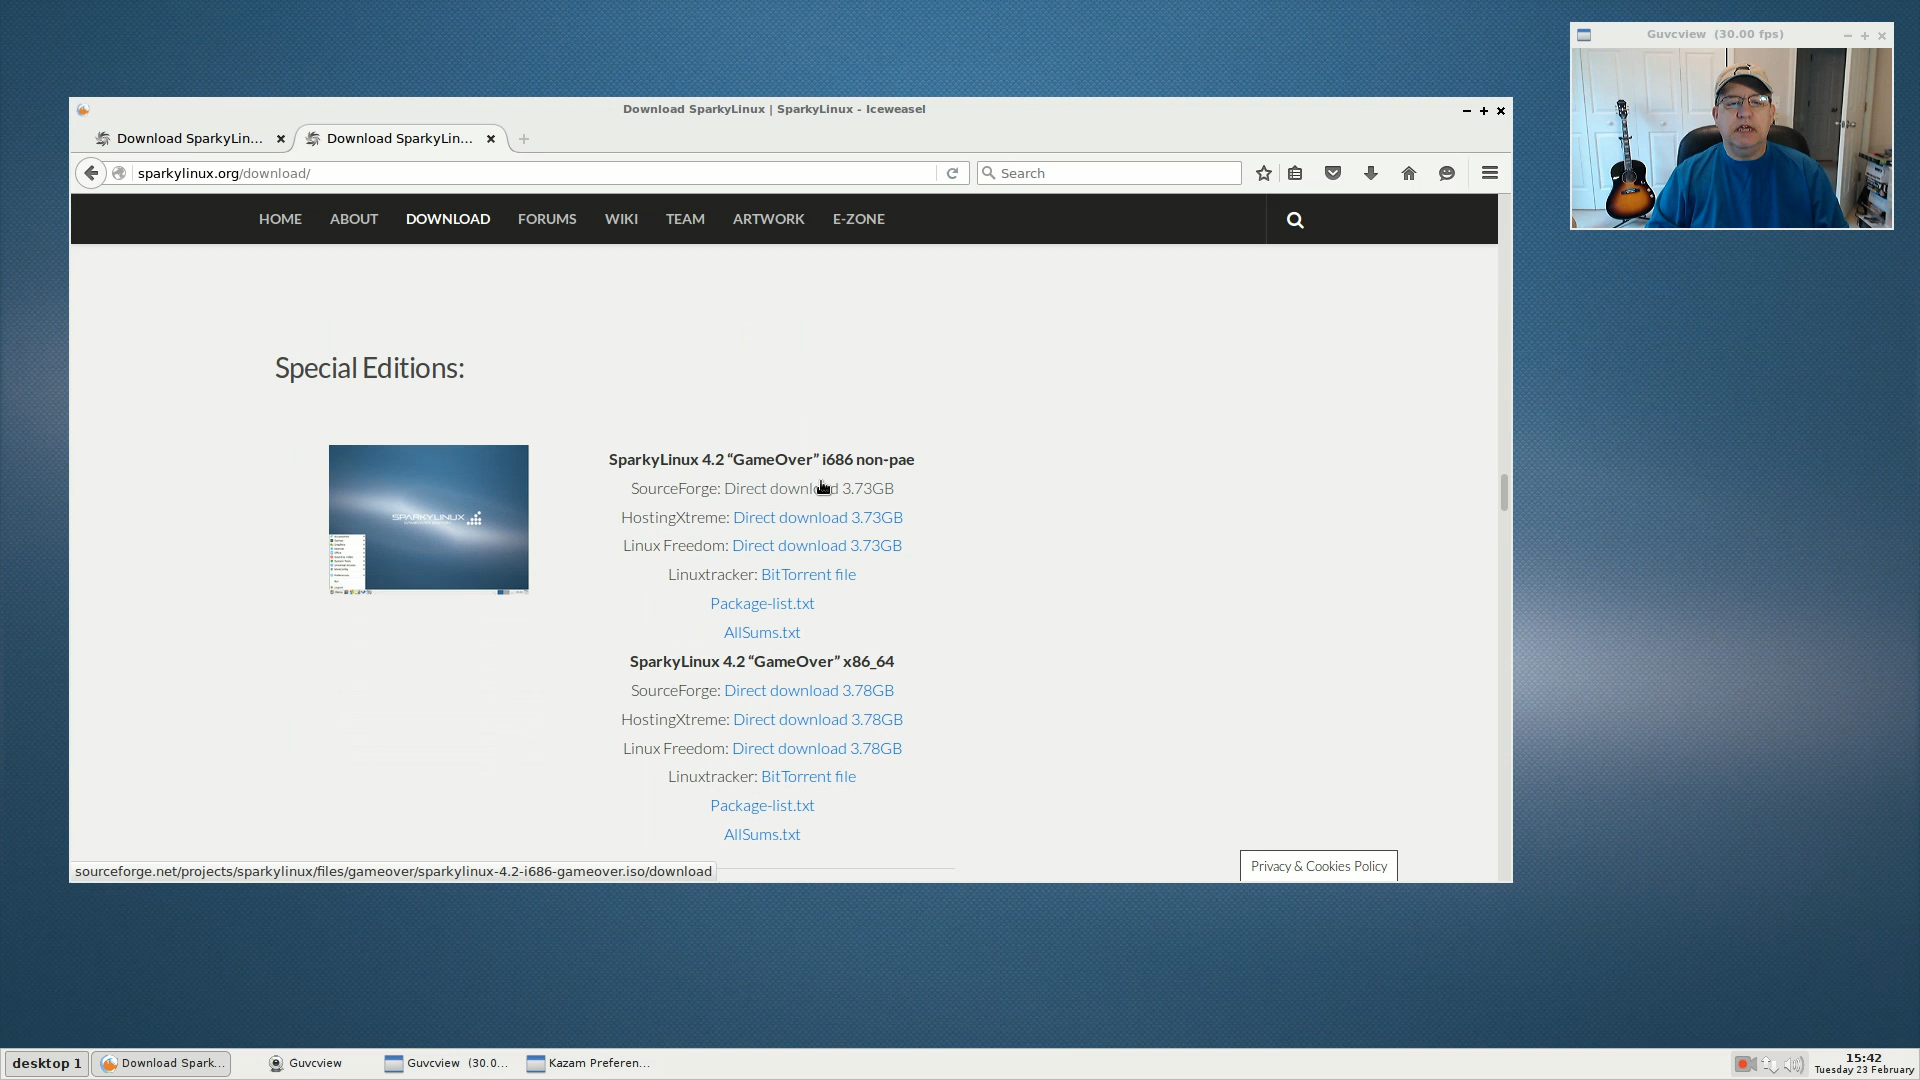 Guvcview (30.00 fps)
Download SparkyLinux | SparkyLinux - Iceweasel
Download SparkyLin...
Download SparkyLin...
sparkylinux.org/download/
Search
HOME
ABOUT
DOWNLOAD
FORUMS
WIKI
TEAM
ARTWORK
E-ZONE
Special Editions:
SPARKYLINUX
SparkyLinux 4.2 “GameOver” i686 non-pae
SourceForge: Direct download 3.73GB
HostingXtreme: Direct download 3.73GB
Linux Freedom: Direct download 3.73GB
Linuxtracker: BitTorrent file
Package-list.txt
AllSums.txt
SparkyLinux 4.2 “GameOver” x86_64
SourceForge: Direct download 3.78GB
HostingXtreme: Direct download 3.78GB
Linux Freedom: Direct download 3.78GB
Linuxtracker: BitTorrent file
Package-list.txt
AllSums.txt
Privacy & Cookies Policy
sourceforge.net/projects/sparkylinux/files/gameover/sparkylinux-4.2-i686-gameover.iso/download
desktop 1
Download Spark...
Guvcview
Guvcview (30.0...
Kazam Preferen...
15:42
Tuesday 23 February